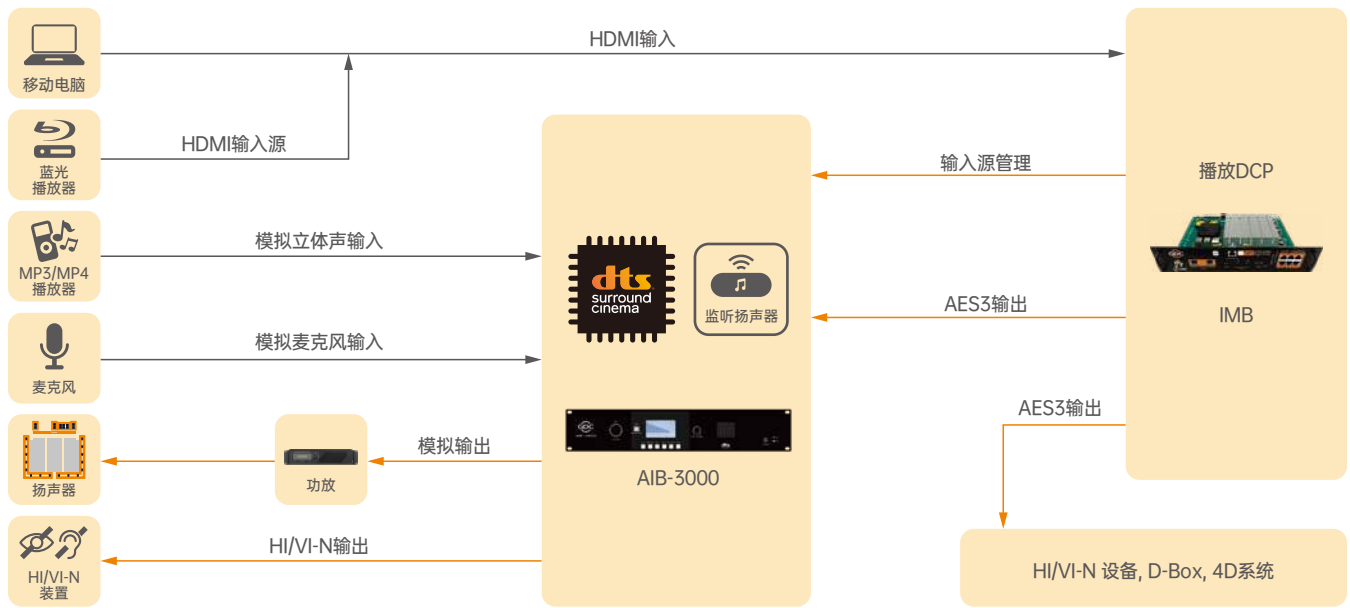 移动电脑
HDMI输入
蓝光
播放器
HDMI输入源
MP3/MP4
播放器
模拟立体声输入
麦克风
模拟麦克风输入
扬声器
功放
模拟输出
HI/VI-N
装置
HI/VI-N输出
dts
surround
cinema
监听扬声器
AIB-3000
输入源管理
AES3输出
播放DCP
IMB
AES3输出
HI/VI-N 设备, D-Box, 4D系统